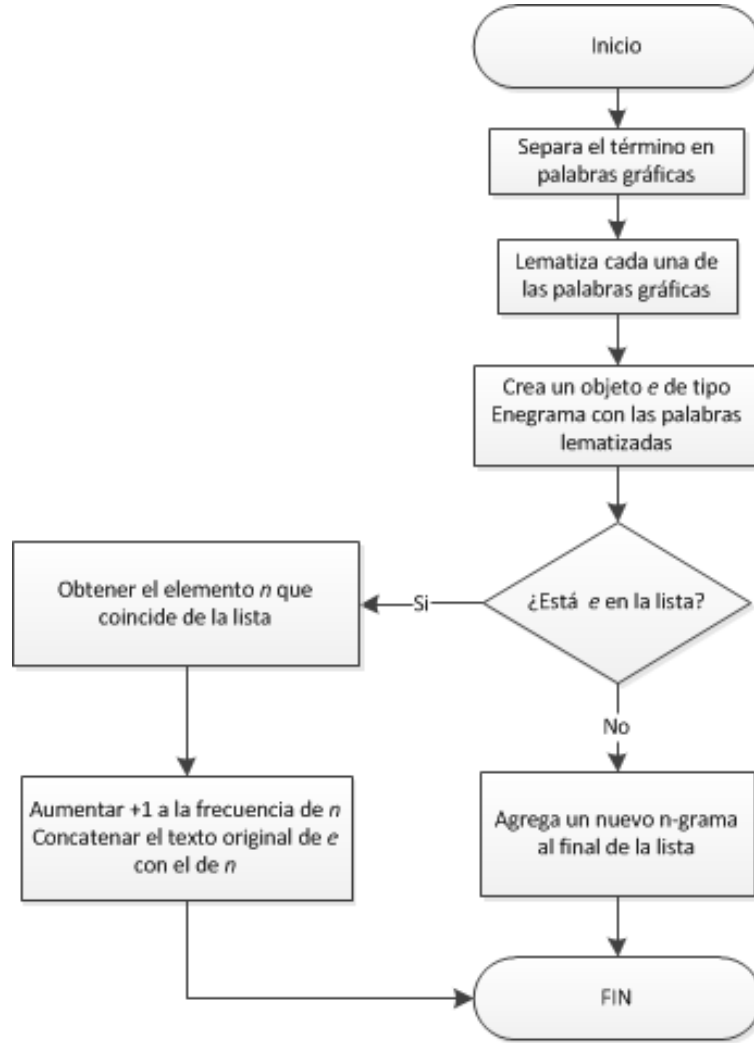 Inicio
Separa el término en
palabras gráficas
Lematiza cada una de
las palabras gráficas
Crea un objeto e de tipo
Enegrama con las palabras
lematizadas
¿Está e en la lista?
Si
Obtener el elemento n que
coincide de la lista
No
Aumentar +1 a la frecuencia de n
Concatenar el texto original de e
con el de n
Agrega un nuevo n-grama
al final de la lista
FIN